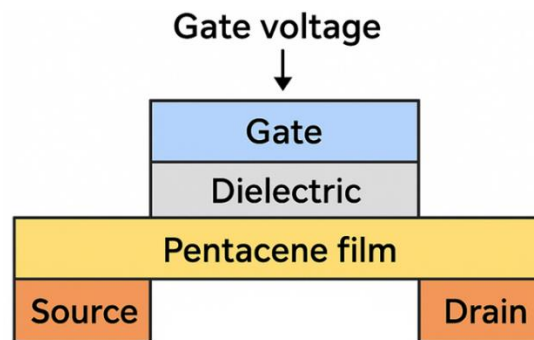 Gate voltage
Gate
Dielectric
Pentacene film
Source Drain